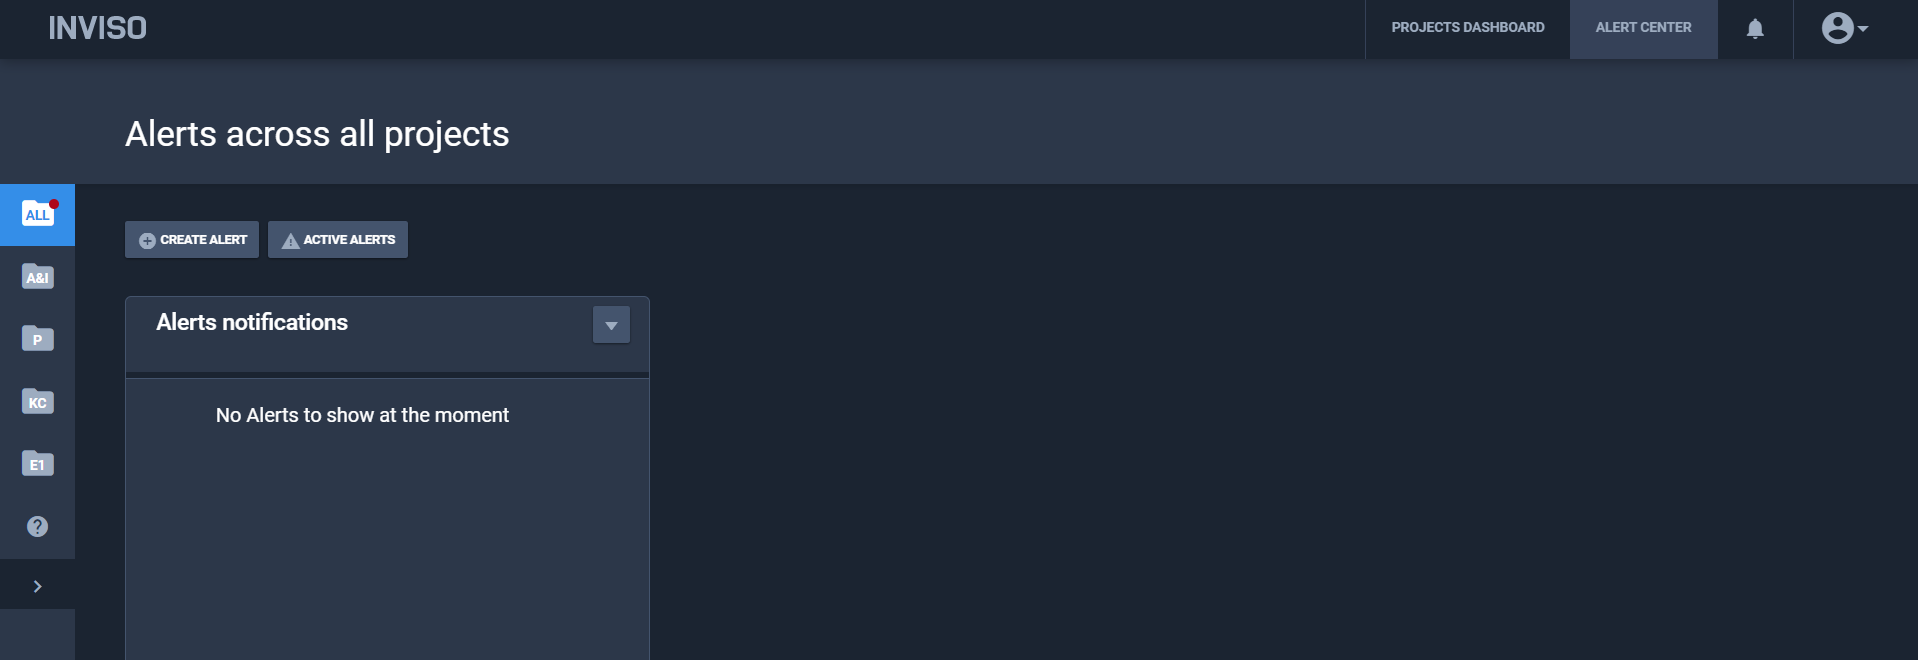 INVISO
PROJECTS DASHBOARD
ALERT CENTER
Alerts across all projects
ALL
A&I
P
KC
E1
?
CREATE ALERT
ACTIVE ALERTS
Alerts notifications
No Alerts to show at the moment